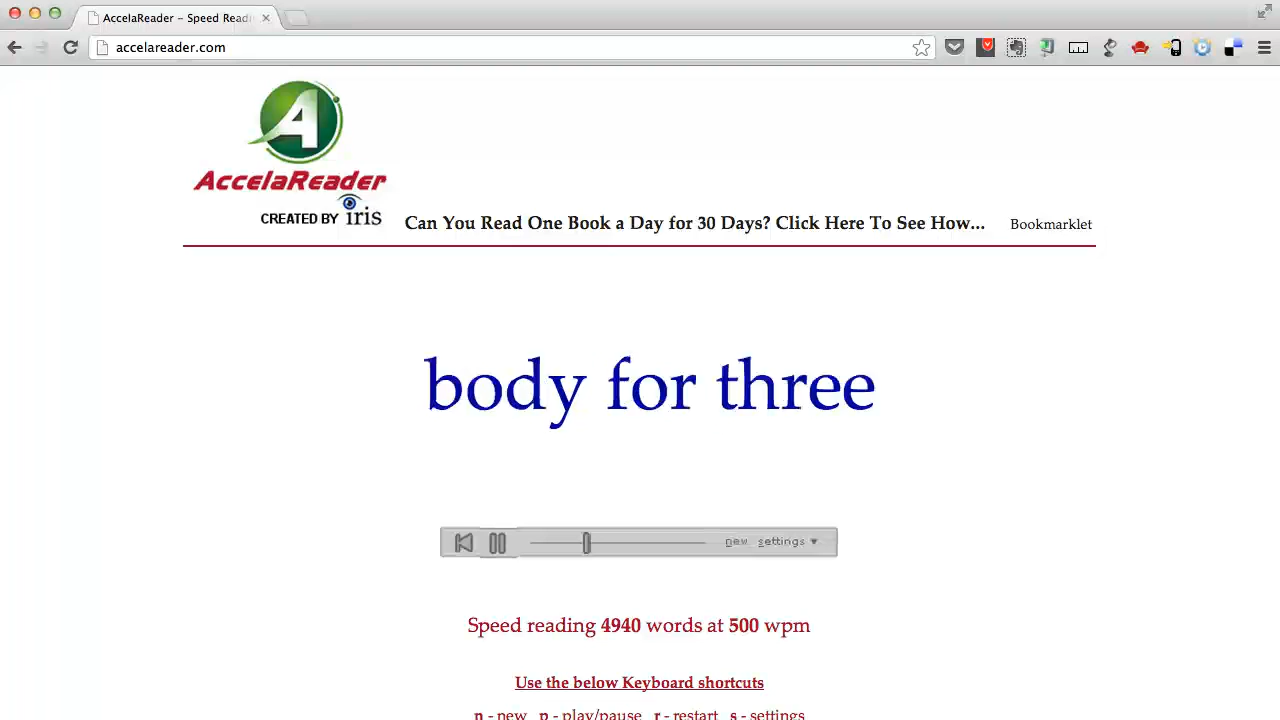 AccelaReader – Speed Readi
accelareader.com
A
AccelaReader
CREATED BY iris
Can You Read One Book a Day for 30 Days? Click Here To See How...
Bookmarklet
body for three
new settings ▼
Speed reading 4940 words at 500 wpm
Use the below Keyboard shortcuts
n - new p - play/pause r - restart s - settings